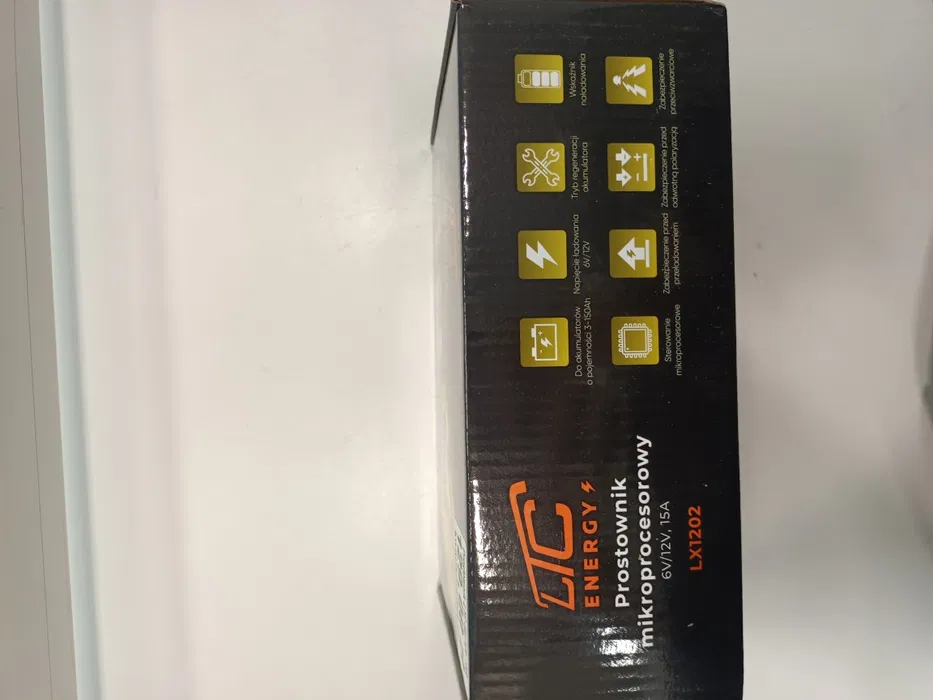 LTC
ENERGY
Prostownik
mikroprocesorowy
6V/12V, 15A
LX1202
Do akumulatorów
o pojemności 3-150Ah
Napięcie ładowania
6V/12V
Tryb regeneracji
akumulatora
Wskaźnik
naładowania
Sterowanie
mikroprocesorowe
Zabezpieczenie przed
przeładowaniem
Zabezpieczenie przed
odwrotną polaryzacją
Zabezpieczenie
przeciwzwarciowe